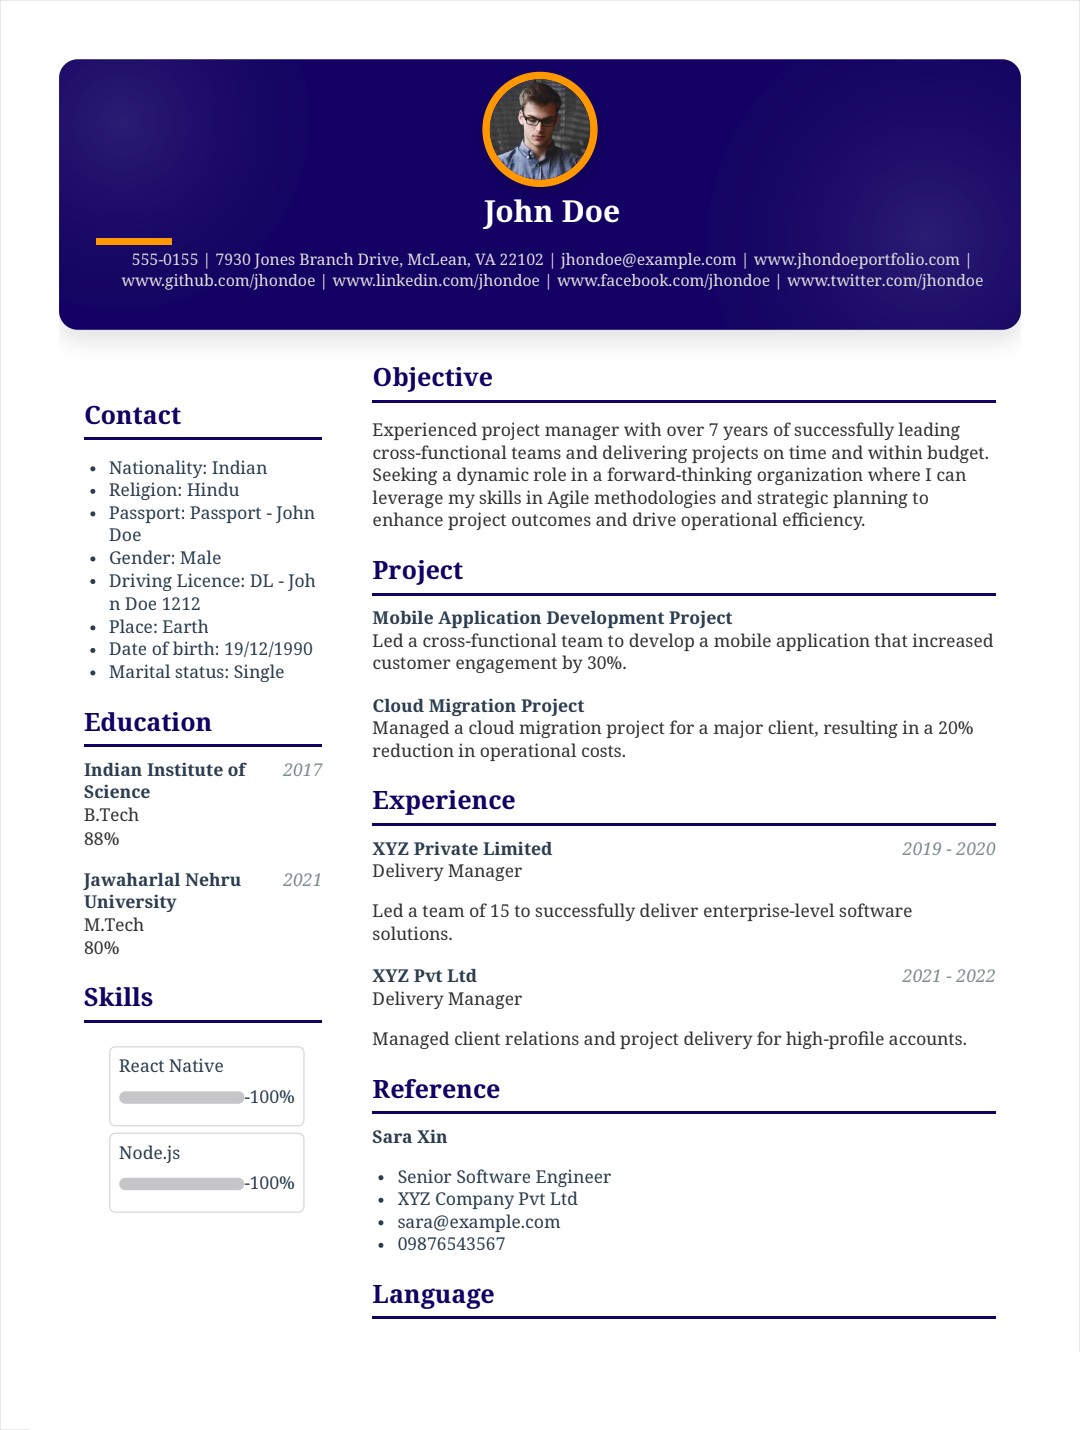 John Doe
555-0155 | 7930 Jones Branch Drive, McLean, VA 22102 | jhondoe@example.com | www.jhondoeportfolio.com |
www.github.com/jhondoe | www.linkedin.com/jhondoe | www.facebook.com/jhondoe | www.twitter.com/jhondoe
Contact
• Nationality: Indian
• Religion: Hindu
• Passport: Passport - John
Doe
• Gender: Male
• Driving Licence: DL - Joh
n Doe 1212
• Place: Earth
• Date of birth: 19/12/1990
• Marital status: Single
Education
Indian Institute of 2017
Science
B.Tech
88%
Jawaharlal Nehru 2021
University
M.Tech
80%
Skills
React Native
-100%
Node.js
-100%
Objective
Experienced project manager with over 7 years of successfully leading
cross-functional teams and delivering projects on time and within budget.
Seeking a dynamic role in a forward-thinking organization where I can
leverage my skills in Agile methodologies and strategic planning to
enhance project outcomes and drive operational efficiency.
Project
Mobile Application Development Project
Led a cross-functional team to develop a mobile application that increased
customer engagement by 30%.
Cloud Migration Project
Managed a cloud migration project for a major client, resulting in a 20%
reduction in operational costs.
Experience
XYZ Private Limited 2019 - 2020
Delivery Manager
Led a team of 15 to successfully deliver enterprise-level software
solutions.
XYZ Pvt Ltd 2021 - 2022
Delivery Manager
Managed client relations and project delivery for high-profile accounts.
Reference
Sara Xin
• Senior Software Engineer
• XYZ Company Pvt Ltd
• sara@example.com
• 09876543567
Language